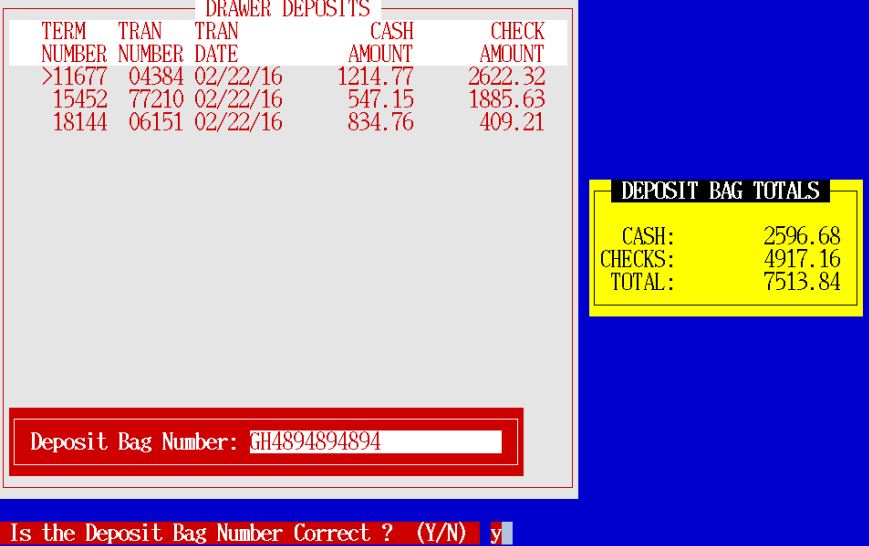 DRAWER DEPOSITS
TERM TRAN TRAN CASH CHECK
NUMBER NUMBER DATE AMOUNT AMOUNT
>11677 04384 02/22/16 1214.77 2622.32
15452 77210 02/22/16 547.15 1885.63
18144 06151 02/22/16 834.76 409.21
DEPOSIT BAG TOTALS
CASH: 2596.68
CHECKS: 4917.16
TOTAL: 7513.84
Deposit Bag Number: GH4894894894
Is the Deposit Bag Number Correct ? (Y/N) y